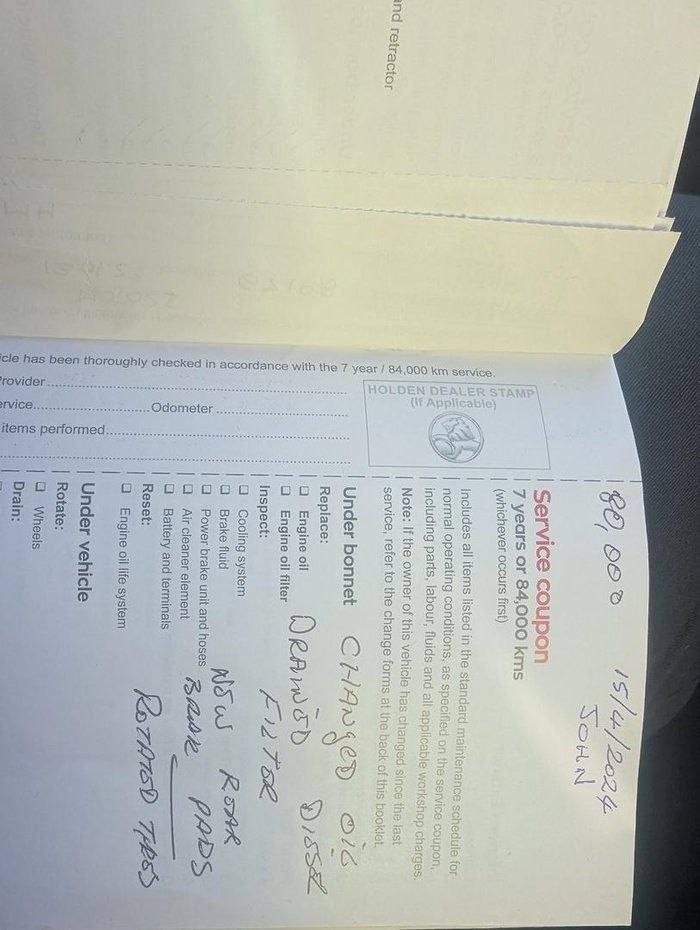 and retractor
icle has been thoroughly checked in accordance with the 7 year / 84,000 km service.
Provider
ervice Odometer
items performed
HOLDEN DEALER STAMP
(If Applicable)
80,000 15/4/2024
JOHN
Service coupon
7 years or 84,000 kms
(whichever occurs first)
Includes all items listed in the standard maintenance schedule for
normal operating conditions, as specified on the service coupon,
including parts, labour, fluids and all applicable workshop charges.
Note: If the owner of this vehicle has changed since the last
service, refer to the change forms at the back of this booklet.
Under bonnet CHANGED OIL
Replace:
Engine oil DRAINED DISSEL
Engine oil filter FILTOR
Inspect:
Cooling system
Brake fluid NEW REAR
Power brake unit and hoses BREAK PADS
Air cleaner element
Battery and terminals
Reset: ROTATED TYRES
Engine oil life system
Under vehicle
Rotate:
Wheels
Drain: